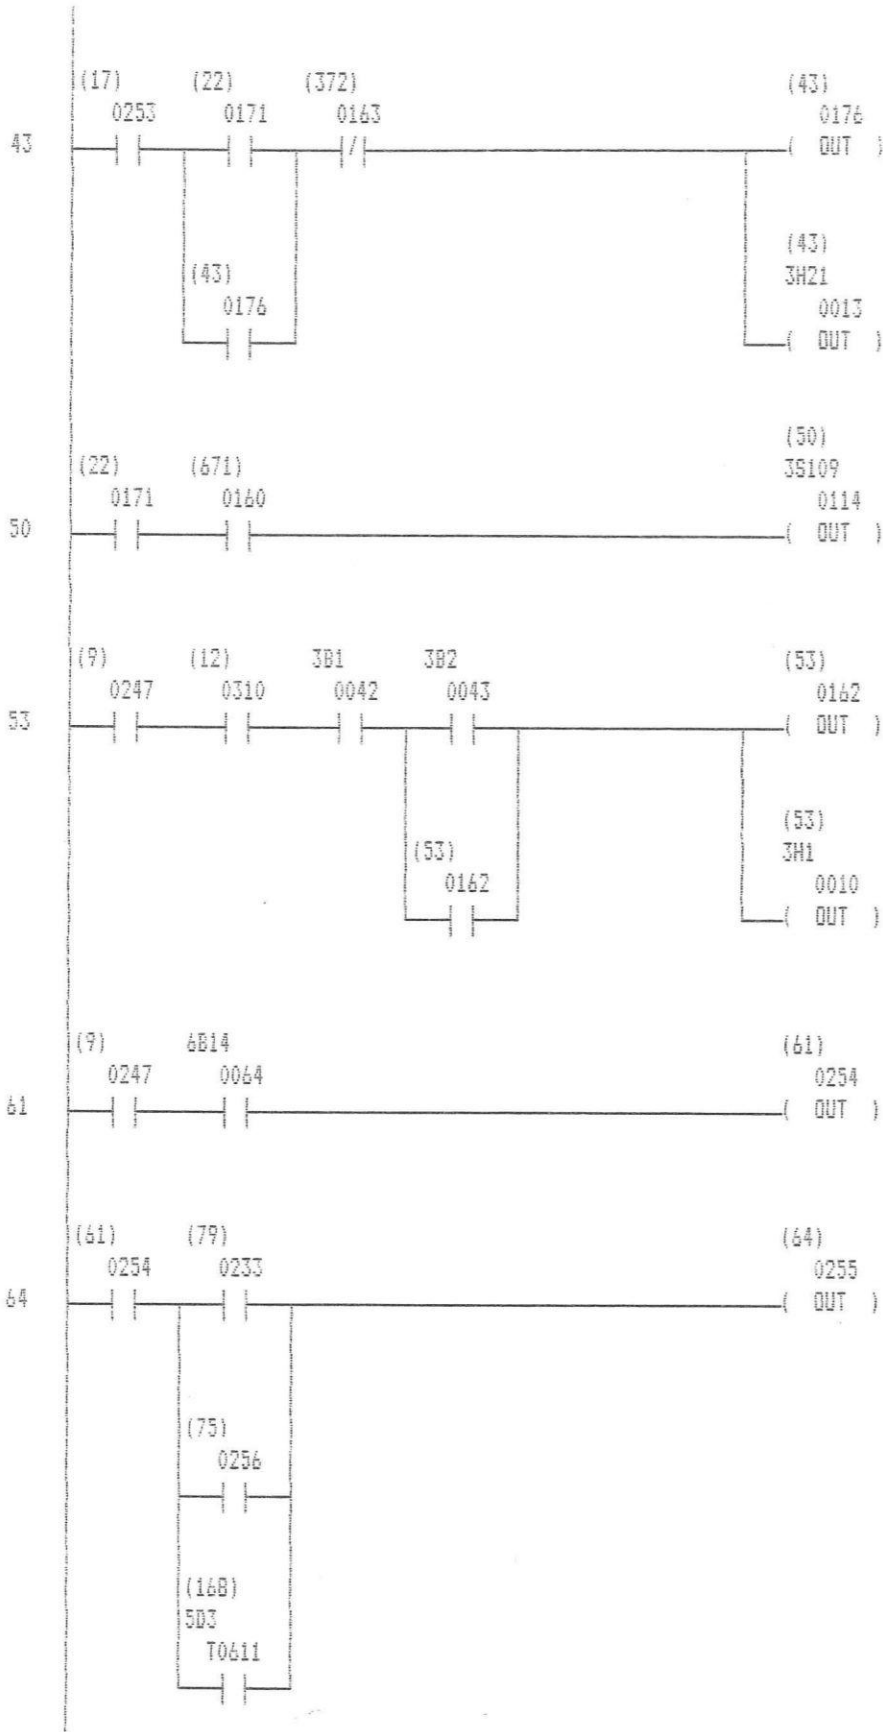 (17) (22) (372) (43)
0253 0171 0163 0176
43 ( OUT )
(43)
(43) 3H21
0176 0013
( OUT )
(50)
(22) (671) 3S109
0171 0160 0114
50 ( OUT )
(9) (12) 3B1 3B2 (53)
0247 0310 0042 0043 0162
53 ( OUT )
(53)
(53) 3H1
0162 0010
( OUT )
(9) 6B14 (61)
0247 0064 0254
61 ( OUT )
(61) (79) (64)
0254 0233 0255
64 ( OUT )
(75)
0256
(168)
5D3
T0611